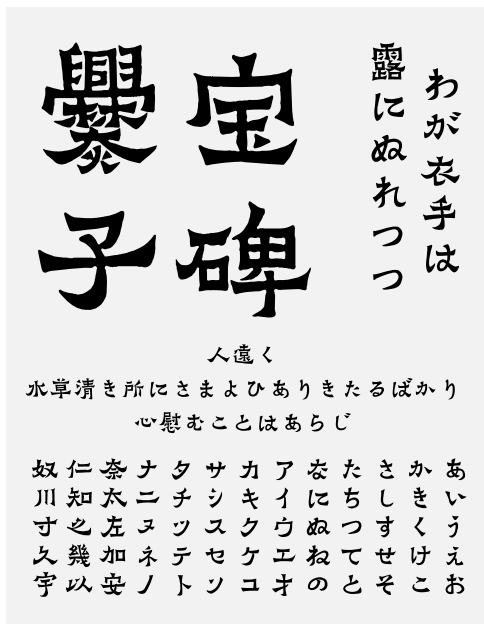 爨宝
子碑
わが衣手は
露にぬれつつ
人遠く
水草清き所にさまよひありきたるばかり
心慰むことはあらじ
あいうえお
かきくけこ
さしすせそ
たちつてと
なにぬねの
アイウエオ
カキクケコ
サシスセソ
タチツテト
ナニヌネノ
奈太左加安
仁知之幾以
奴川寸久宇